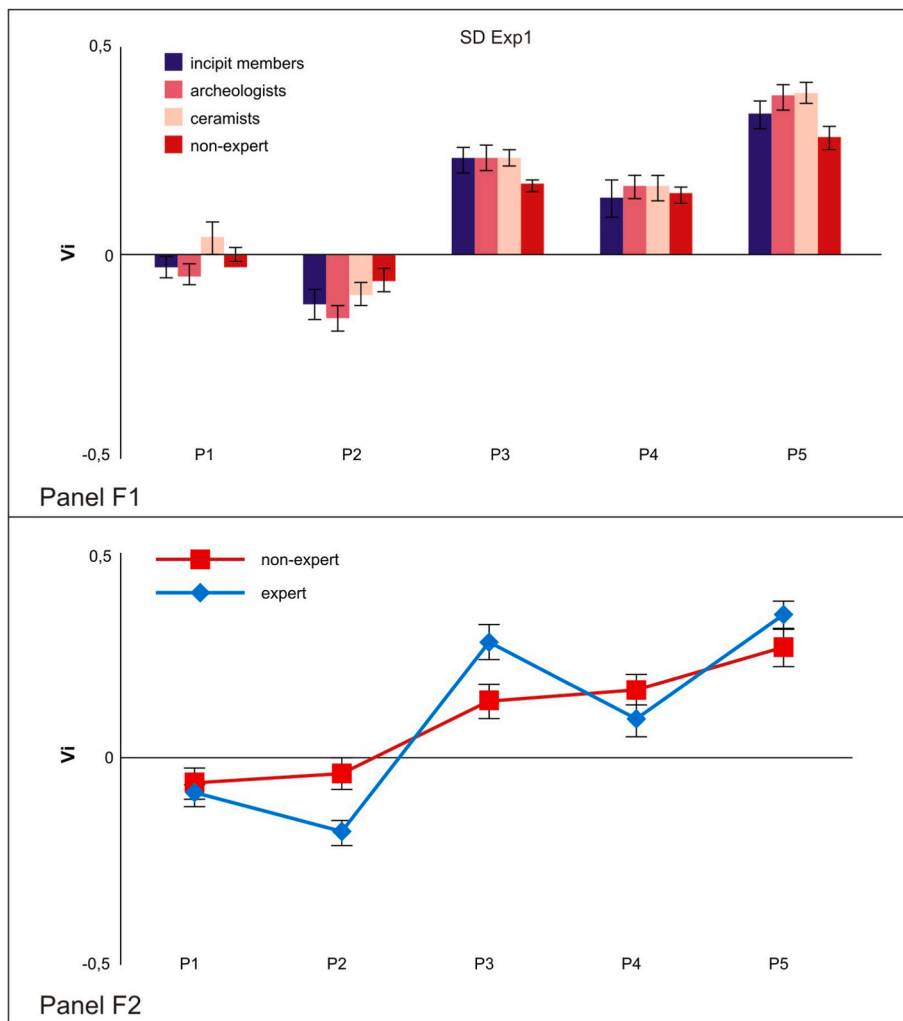 SD Exp1
0,5
incipit members
archeologists
ceramists
non-expert
Vi
0
-0,5
P1 P2 P3 P4 P5
Panel F1
0,5
non-expert
expert
Vi
0
-0,5
P1 P2 P3 P4 P5
Panel F2